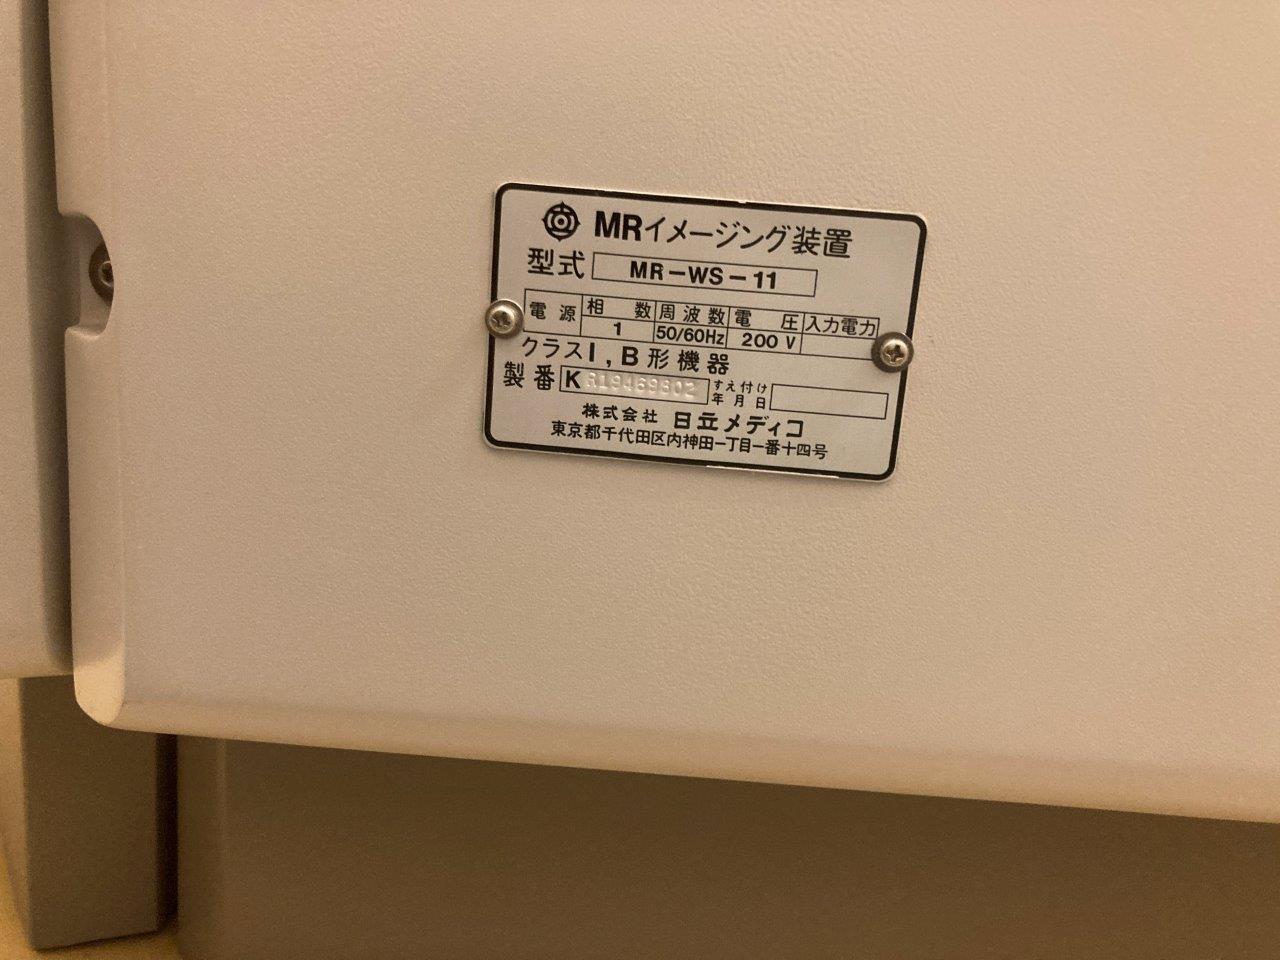 MRイメージング装置
型式 MR-WS-11
電源 相数 周波数 電圧 入力電力
1 50/60Hz 200 V
クラスI,B形機器
製番 K R19469802 すえ付け年月日
株式会社 日立メディコ
東京都千代田区内神田一丁目一番十四号